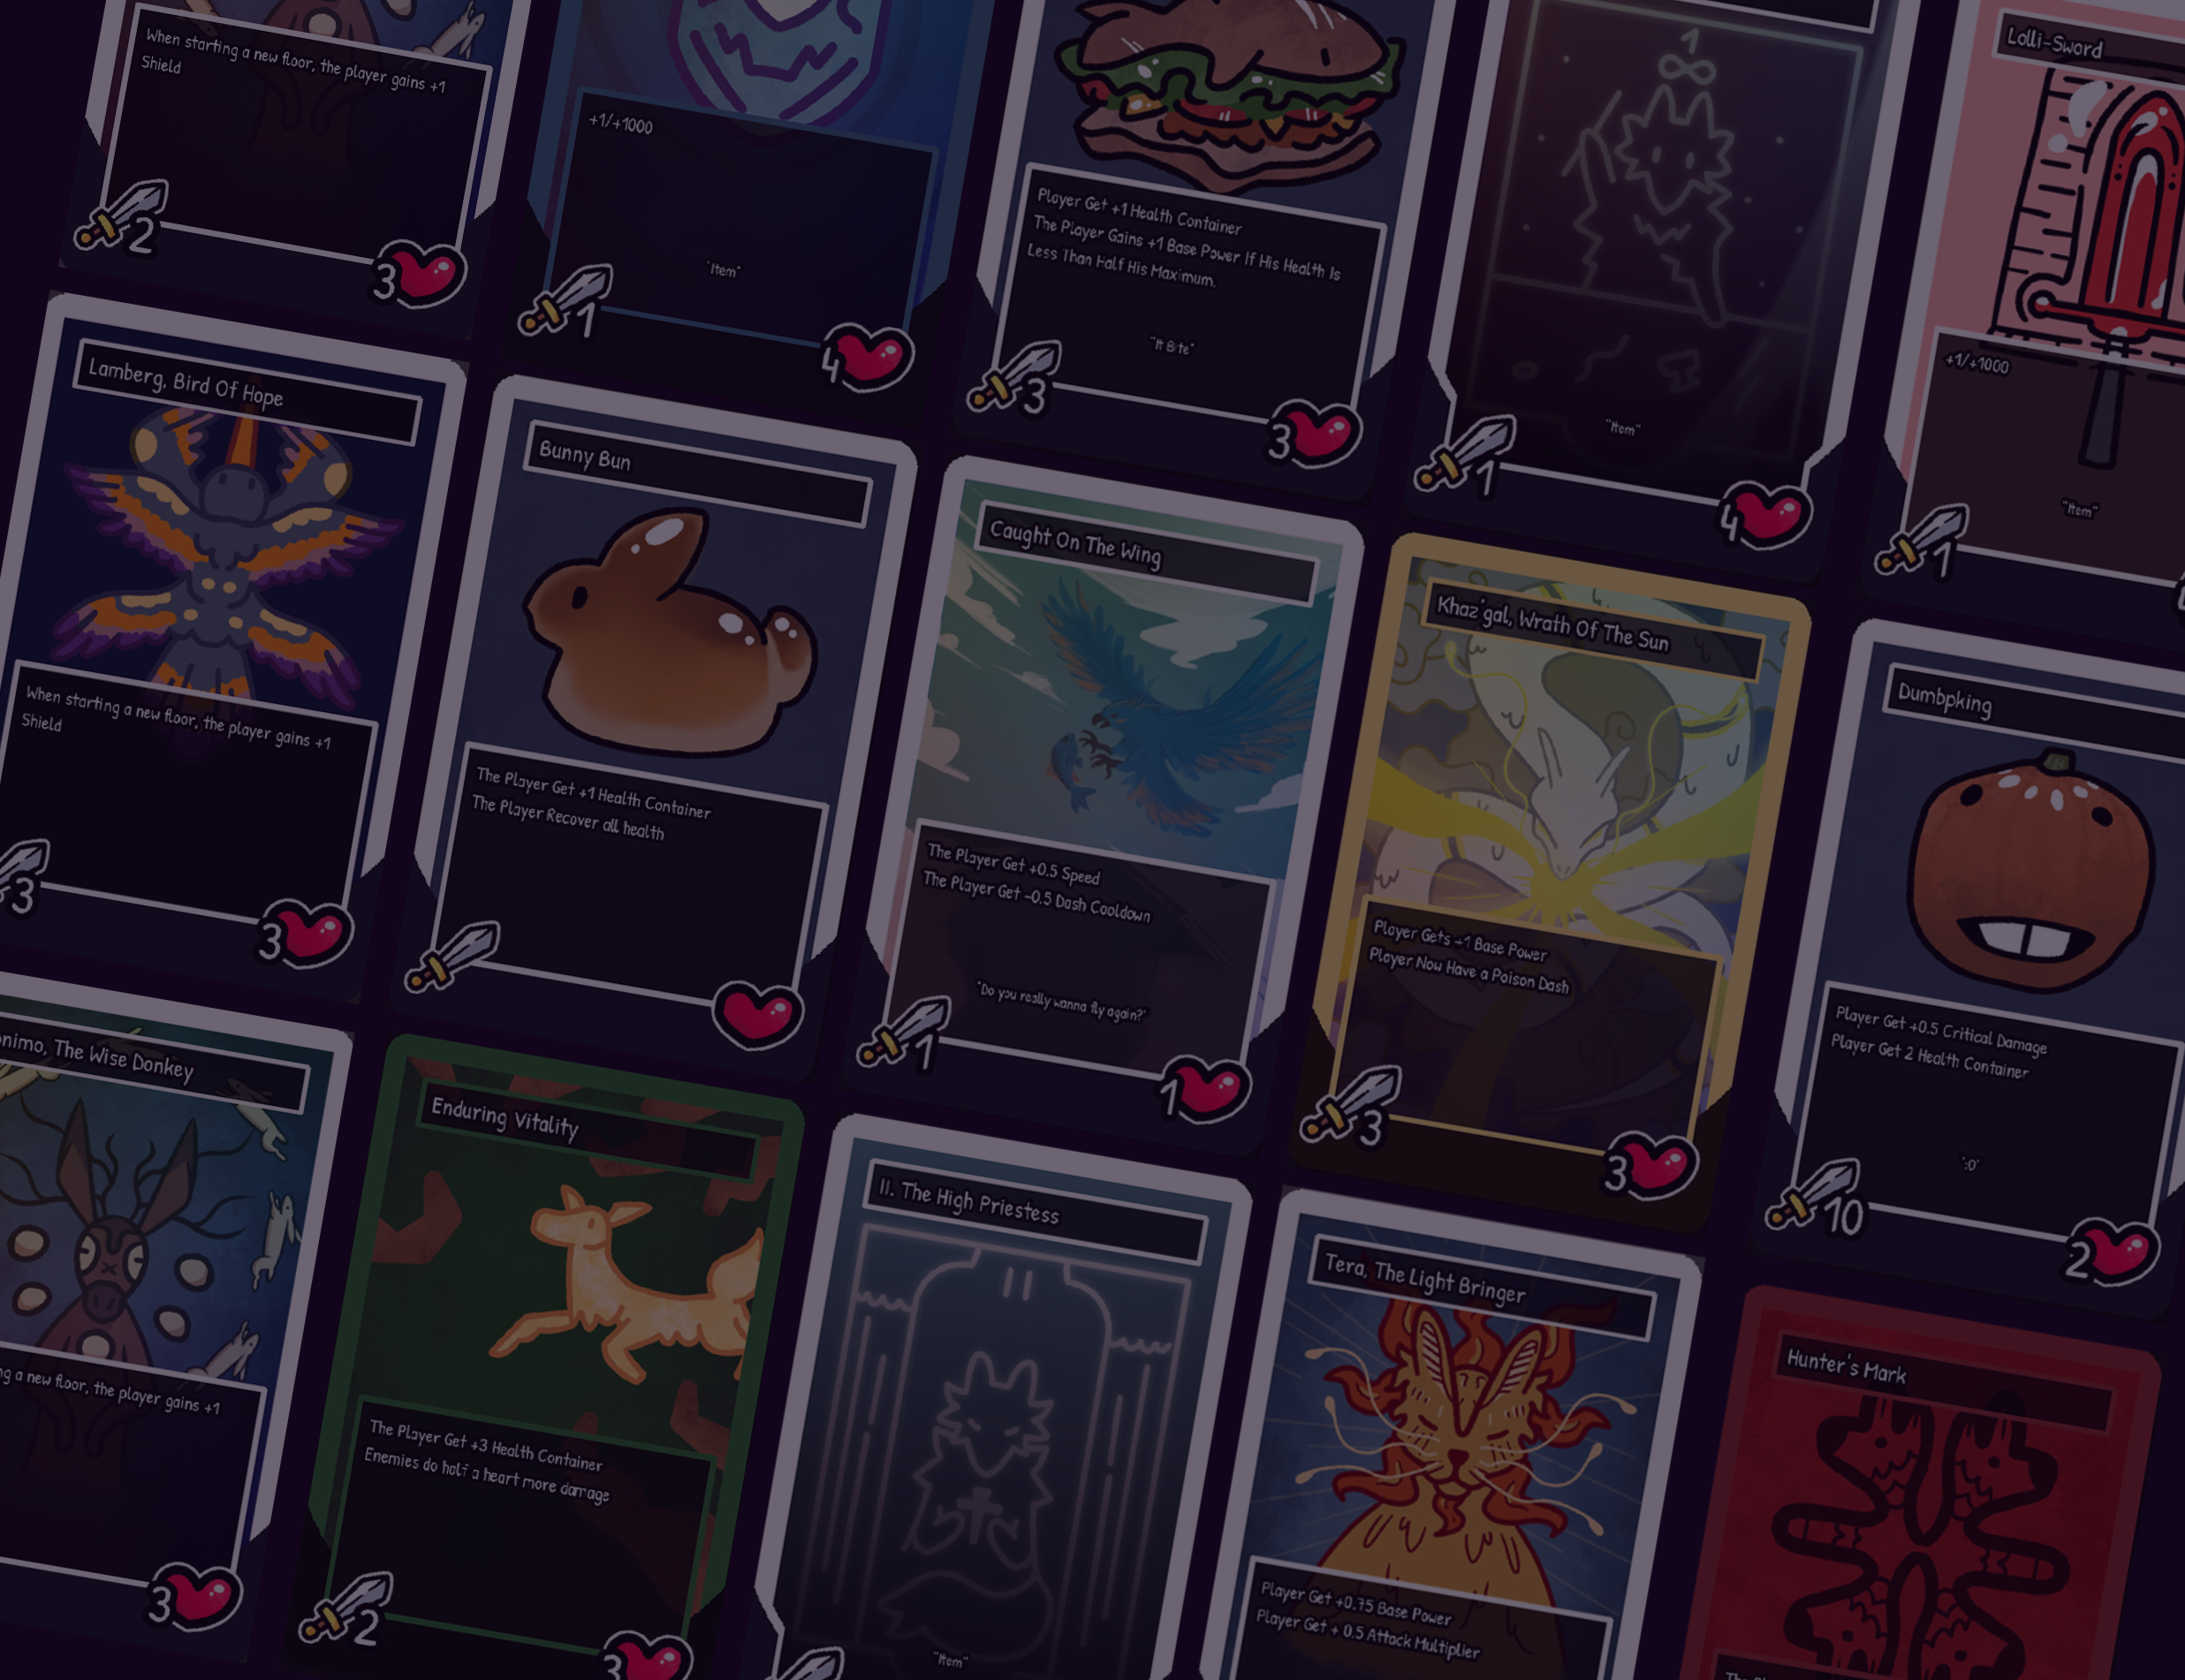 When starting a new floor, the player gains +1
Shield
2
3
+1/+1000
"Item"
1
4
Player Get +1 Health Container
The Player Gains +1 Base Power If His Health Is
Less Than Half His Maximum.
"It Bite"
3
3
1
"Item"
1
4
Lolli-Sword
+1/+1000
"Item"
1
Lamberg, Bird Of Hope
When starting a new floor, the player gains +1
Shield
3
3
Bunny Bun
The Player Get +1 Health Container
The Player Recover all health
Caught On The Wing
The Player Get +0.5 Speed
The Player Get -0.5 Dash Cooldown
"Do you really wanna fly again?"
1
1
Khaz'gal, Wrath Of The Sun
Player Gets -1 Base Power
Player Now Have a Poison Dash
3
3
Dumbpking
Player Get +0.5 Critical Damage
Player Get 2 Health Container
":O"
10
2
The Wise Donkey
a new floor, the player gains +1
3
Enduring Vitality
The Player Get +3 Health Container
Enemies do half a heart more damage
2
3
II. The High Priestess
II
"Item"
Tera, The Light Bringer
Player Get +0.75 Base Power
Player Get + 0.5 Attack Multiplier
Hunter's Mark